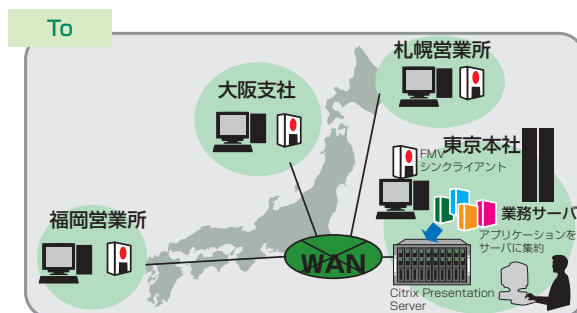 To
札幌営業所
大阪支社
東京本社
FMV
シンクライアント
福岡営業所
業務サーバ
アプリケーションを
サーバに集約
WAN
Citrix Presentation
Server